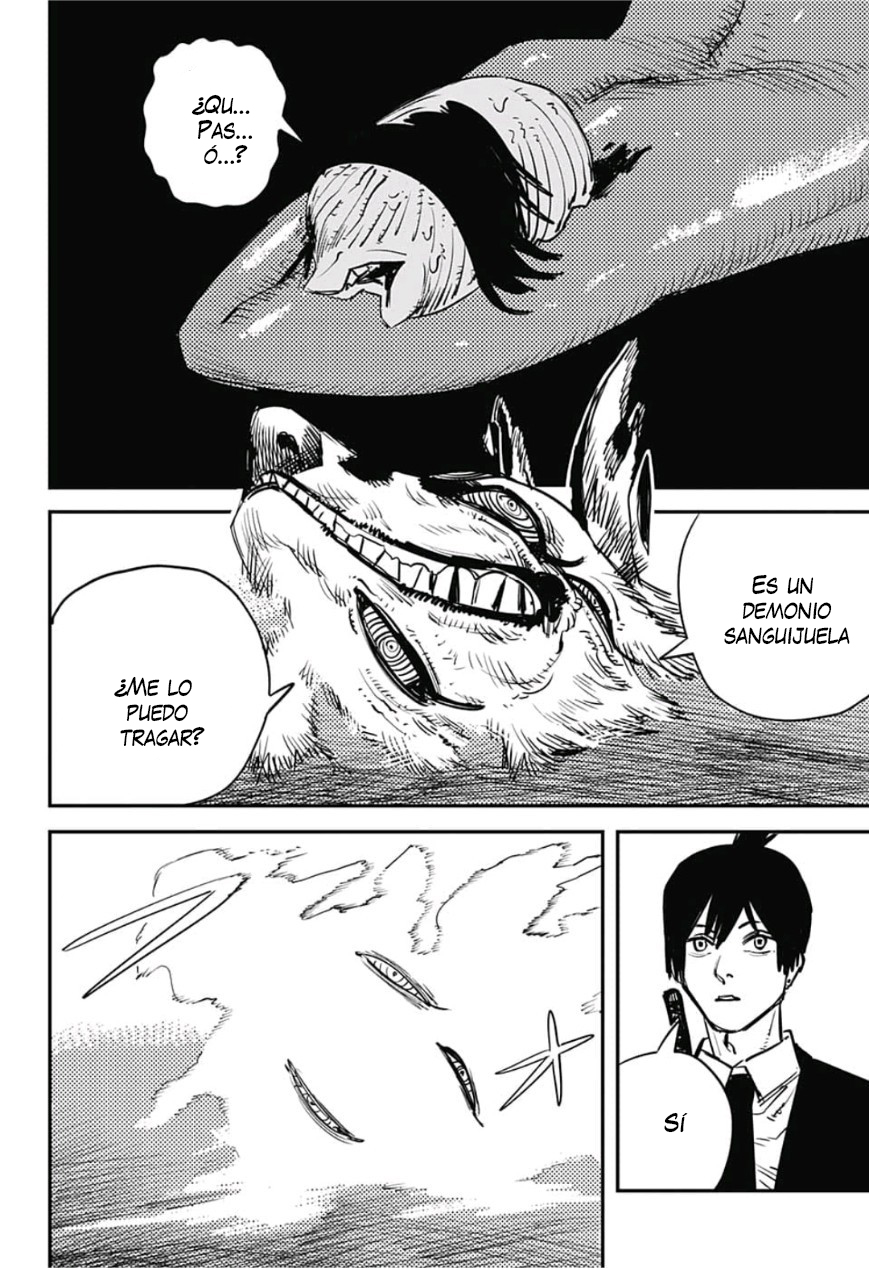 ¿QU...
PAS...
Ó...?
ES UN
DEMONIO
SANGUIJUELA
¿ME LO
PUEDO
TRAGAR?
SÍ